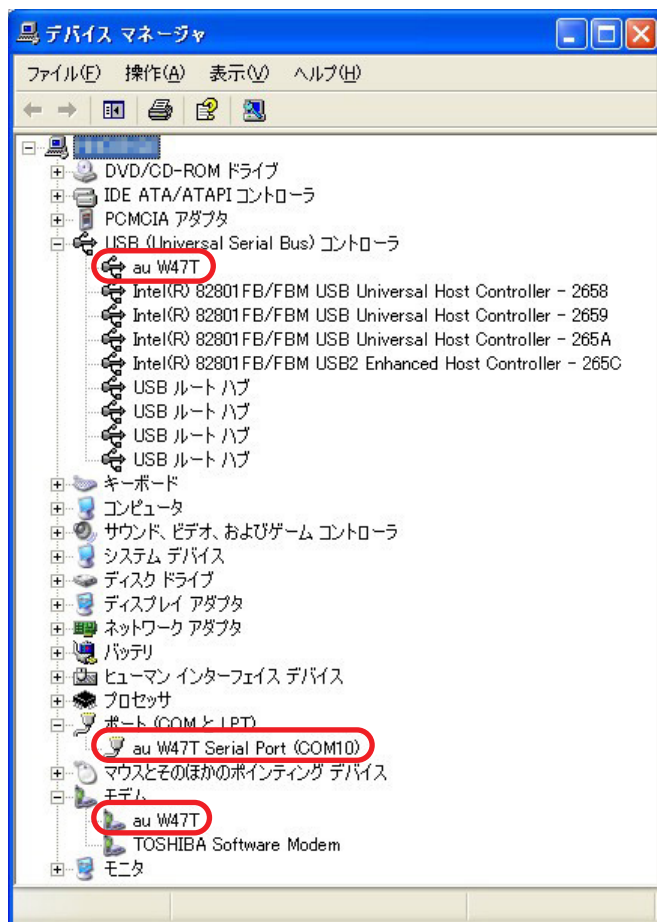 デバイス マネージャ
ファイル(F) 操作(A) 表示(V) ヘルプ(H)
DVD/CD-ROM ドライブ
IDE ATA/ATAPI コントローラ
PCMCIA アダプタ
USB (Universal Serial Bus) コントローラ
au W47T
Intel(R) 82801FB/FBM USB Universal Host Controller - 2658
Intel(R) 82801FB/FBM USB Universal Host Controller - 2659
Intel(R) 82801FB/FBM USB Universal Host Controller - 265A
Intel(R) 82801FB/FBM USB2 Enhanced Host Controller - 265C
USB ルート ハブ
USB ルート ハブ
USB ルート ハブ
USB ルート ハブ
キーボード
コンピュータ
サウンド、ビデオ、およびゲーム コントローラ
システム デバイス
ディスク ドライブ
ディスプレイ アダプタ
ネットワーク アダプタ
バッテリ
ヒューマン インターフェイス デバイス
プロセッサ
ポート (COM と LPT)
au W47T Serial Port (COM10)
マウスとそのほかのポインティング デバイス
モデム
au W47T
TOSHIBA Software Modem
モニタ